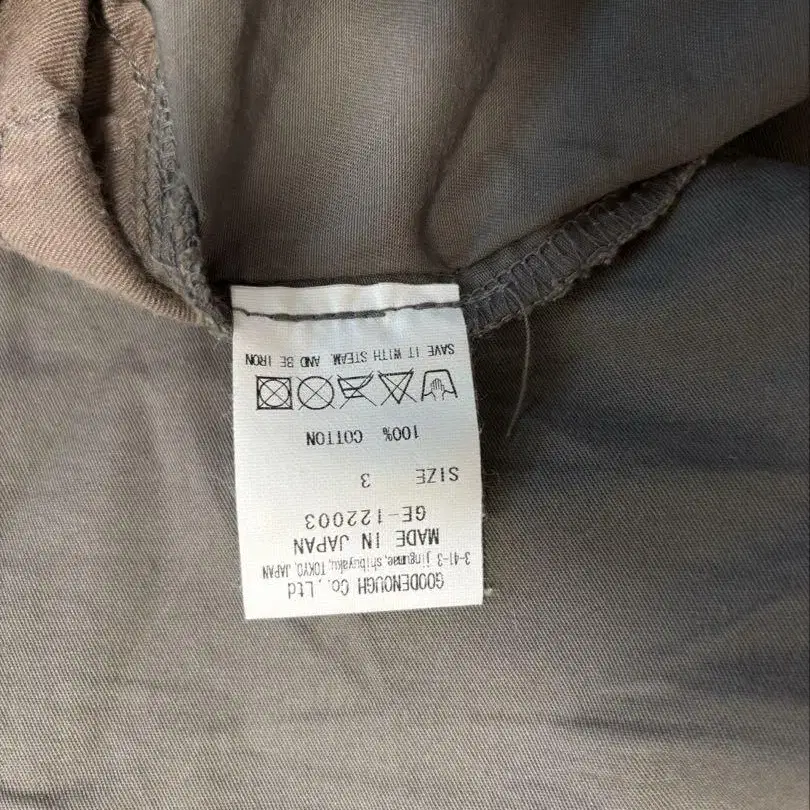 GOODENOUGH Co., Ltd
3-41-3 jingumae, shibuyaku, TOKYO, JAPAN
MADE IN JAPAN
GE-122003
SIZE 3
100% COTTON
SAVE IT WITH STEAM, AND BE IRON